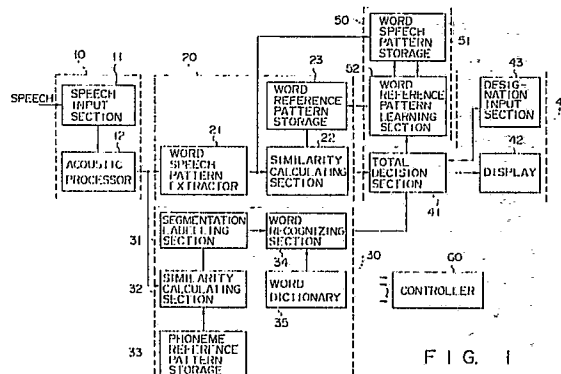 50
WORD SPEECH PATTERN STORAGE
51
10
11
20
23
52
43
SPEECH
SPEECH INPUT SECTION
WORD REFERENCE PATTERN STORAGE
WORD REFERENCE PATTERN LEARNING SECTION
DESIG-NATION INPUT SECTION
12
21
22
42
ACOUSTIC PROCESSOR
WORD SPEECH PATTERN EXTRACTOR
SIMILARITY CALCULATING SECTION
TOTAL DECISION SECTION
DISPLAY
41
31
SEGMENTATION LABELLING SECTION
WORD RECOGNIZING SECTION
34
30
60
32
SIMILARITY CALCULATING SECTION
WORD DICTIONARY
35
CONTROLLER
33
PHONEME REFERENCE PATTERN STORAGE
FIG. 1